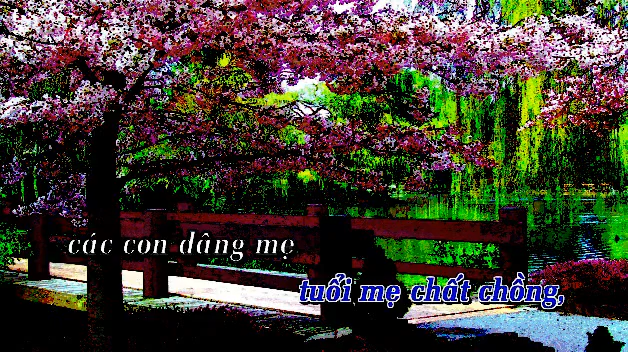 các con dâng mẹ
tuổi mẹ chất chồng,